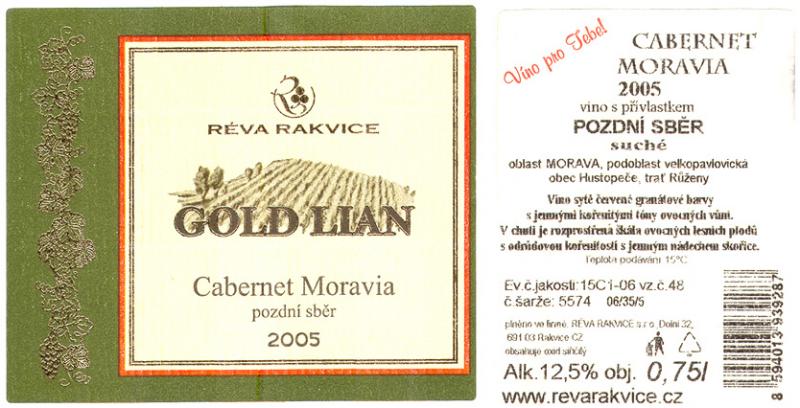 RÉVA RAKVICE
GOLD LIAN
Cabernet Moravia
pozdní sběr
2005
Víno pro Tebe!
CABERNET
MORAVIA
2005
víno s přívlastkem
POZDNÍ SBĚR
suché
oblast MORAVA, podoblast velkopavlovická
obec Hustopeče, trať Růženy
Víno sytě červené granátové barvy
s jemnými kořenitými tóny ovocných vůní.
V chuti je rozprostřená škála ovocných lesních plodů
s odrůdovou kořenitostí s jemným nádechem skořice.
Teplota podávání 15°C
Ev.č.jakosti:15C1-06 vz.č.48
č.šarže: 5574 06/35/5
plněno ve firmě, RÉVA RAKVICE s.r.o., Dolní 32,
691 03 Rakvice CZ
obsahuje oxid siřičitý
Alk.12,5% obj. 0,75l
www.revarakvice.cz
8 594013 939287